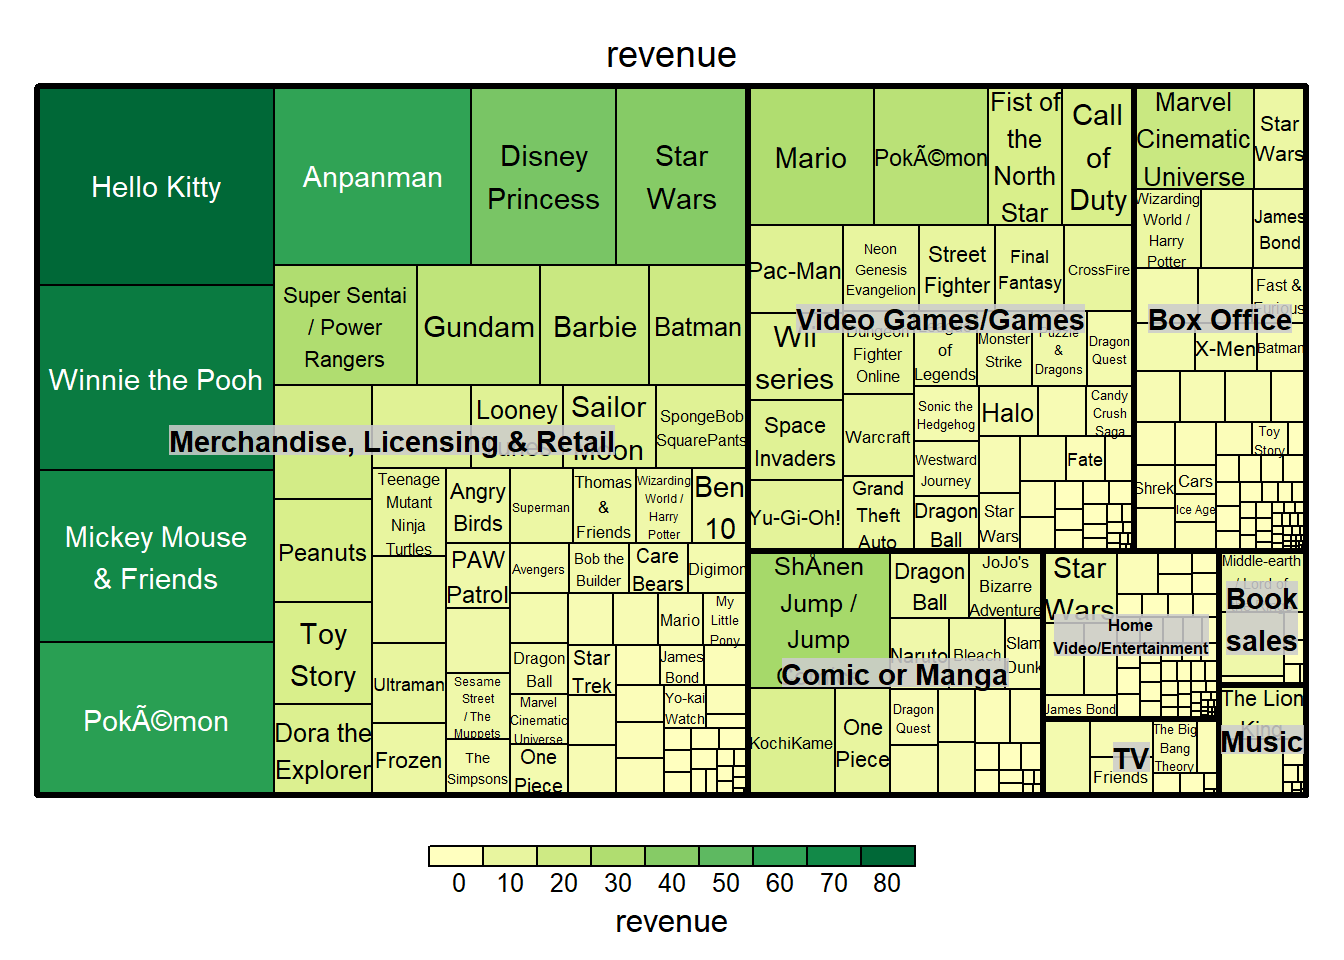 revenue
Hello Kitty
Winnie the Pooh
Mickey Mouse
& Friends
PokÃ©mon
Anpanman
Disney
Princess
Star
Wars
Super Sentai
/ Power
Rangers
Gundam
Barbie
Batman
Looney
Sailor
Moon
SpongeBob
SquarePants
Merchandise, Licensing & Retail
Peanuts
Toy
Story
Dora the
Explorer
Teenage
Mutant
Ninja
Turtles
Ultraman
Frozen
Angry
Birds
PAW
Patrol
Sesame
Street
/ The
Muppets
The
Simpsons
Superman
Thomas
&
Friends
Wizarding
World /
Harry
Potter
Ben
10
Avengers
Bob the
Builder
Care
Bears
Digimon
Mario
My
Little
Pony
Dragon
Ball
Star
Trek
James
Bond
Marvel
Cinematic
Universe
Yo-kai
Watch
One
Piece
Mario
PokÃ©mon
Fist of
the
North
Star
Call
of
Duty
Pac-Man
Neon
Genesis
Evangelion
Street
Fighter
Final
Fantasy
CrossFire
Video Games/Games
Wii
series
Dungeon
Fighter
Online
of
Legends
Monster
Strike
Puzzle
&
Dragons
Dragon
Quest
Space
Invaders
Warcraft
Sonic the
Hedgehog
Halo
Candy
Crush
Saga
Westward
Journey
Fate
Yu-Gi-Oh!
Grand
Theft
Auto
Dragon
Ball
Star
Wars
Marvel
Cinematic
Universe
Star
Wars
Wizarding
World /
Harry
Potter
James
Bond
Fast &
Furious
Box Office
X-Men
Batman
Toy
Story
Shrek
Cars
Ice Age
ShÅnen
Jump /
Jump
Dragon
Ball
JoJo's
Bizarre
Adventure
Naruto
Bleach
Slam
Dunk
Comic or Manga
KochiKame
One
Piece
Dragon
Quest
Star
Wars
Home
Video/Entertainment
James Bond
TV
Friends
The Big
Bang
Theory
Middle-earth
/ Lord of
Book
sales
The Lion
King
Music
0 10 20 30 40 50 60 70 80
revenue